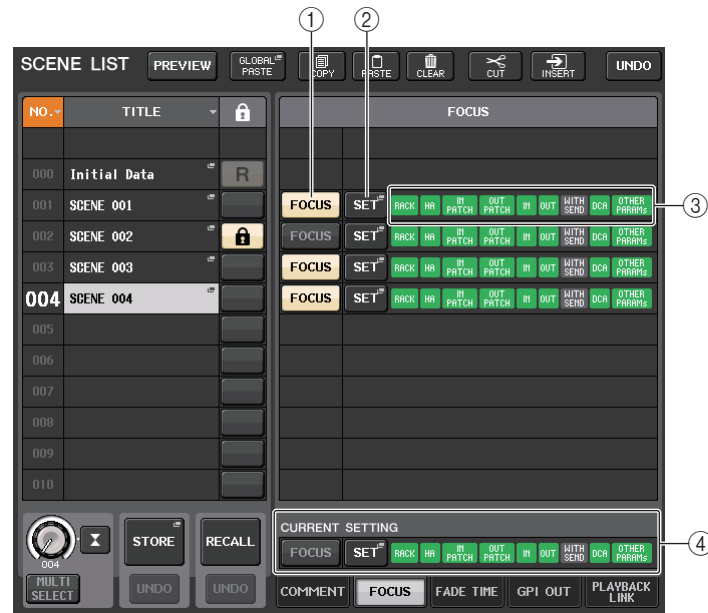 ① ②
SCENE LIST PREVIEW GLOBAL PASTE COPY PASTE CLEAR CUT INSERT UNDO
NO. TITLE FOCUS
000 Initial Data R
001 SCENE 001 FOCUS SET RACK HA IN PATCH OUT PATCH IN OUT WITH SEND DCA OTHER PARAMs ③
002 SCENE 002 FOCUS SET RACK HA IN PATCH OUT PATCH IN OUT WITH SEND DCA OTHER PARAMs
003 SCENE 003 FOCUS SET RACK HA IN PATCH OUT PATCH IN OUT WITH SEND DCA OTHER PARAMs
004 SCENE 004 FOCUS SET RACK HA IN PATCH OUT PATCH IN OUT WITH SEND DCA OTHER PARAMs
005
006
007
008
009
010
CURRENT SETTING
STORE RECALL FOCUS SET RACK HA IN PATCH OUT PATCH IN OUT WITH SEND DCA OTHER PARAMs ④
004
MULTI SELECT UNDO UNDO COMMENT FOCUS FADE TIME GPI OUT PLAYBACK LINK